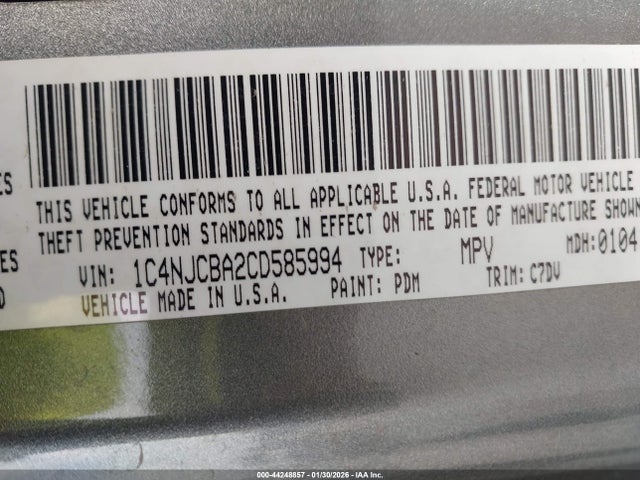 THIS VEHICLE CONFORMS TO ALL APPLICABLE U.S.A. FEDERAL MOTOR VEHICLE
THEFT PREVENTION STANDARDS IN EFFECT ON THE DATE OF MANUFACTURE SHOWN
VIN: 1C4NJCBA2CD585994 TYPE: MPV MDH:0104
VEHICLE MADE IN U.S.A. PAINT: PDM TRIM: C7DV
000-44248857 - 01/30/2026 - IAA Inc.